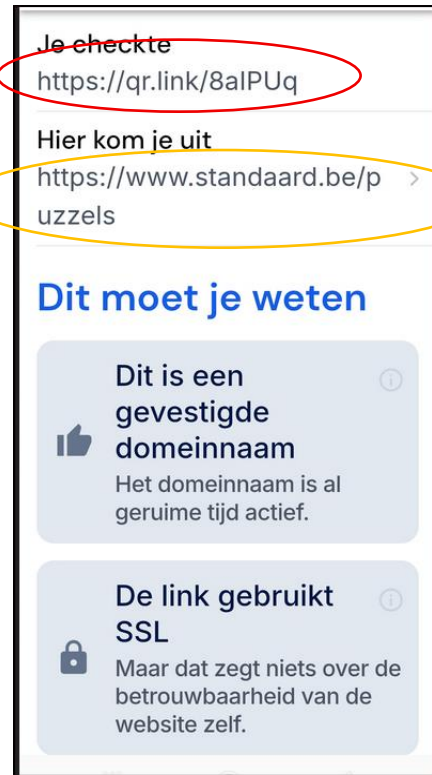 Je checkte
https://qr.link/8alPUq
Hier kom je uit
https://www.standaard.be/p
uzzels
Dit moet je weten
Dit is een
gevestigde
domeinnaam
Het domeinnaam is al
geruime tijd actief.
De link gebruikt
SSL
Maar dat zegt niets over de
betrouwbaarheid van de
website zelf.